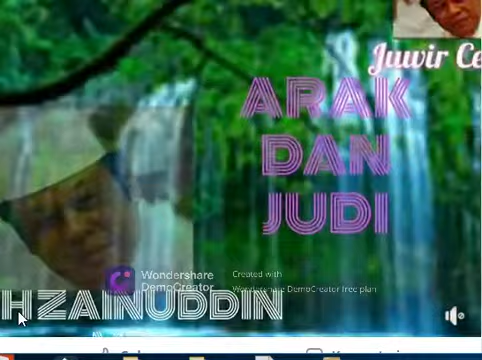 Juwir Ce
ARAK
DAN
JUDI
Wondershare
DemoCreator
Created with
Wondershare DemoCreator free plan
HZAINUDDIN